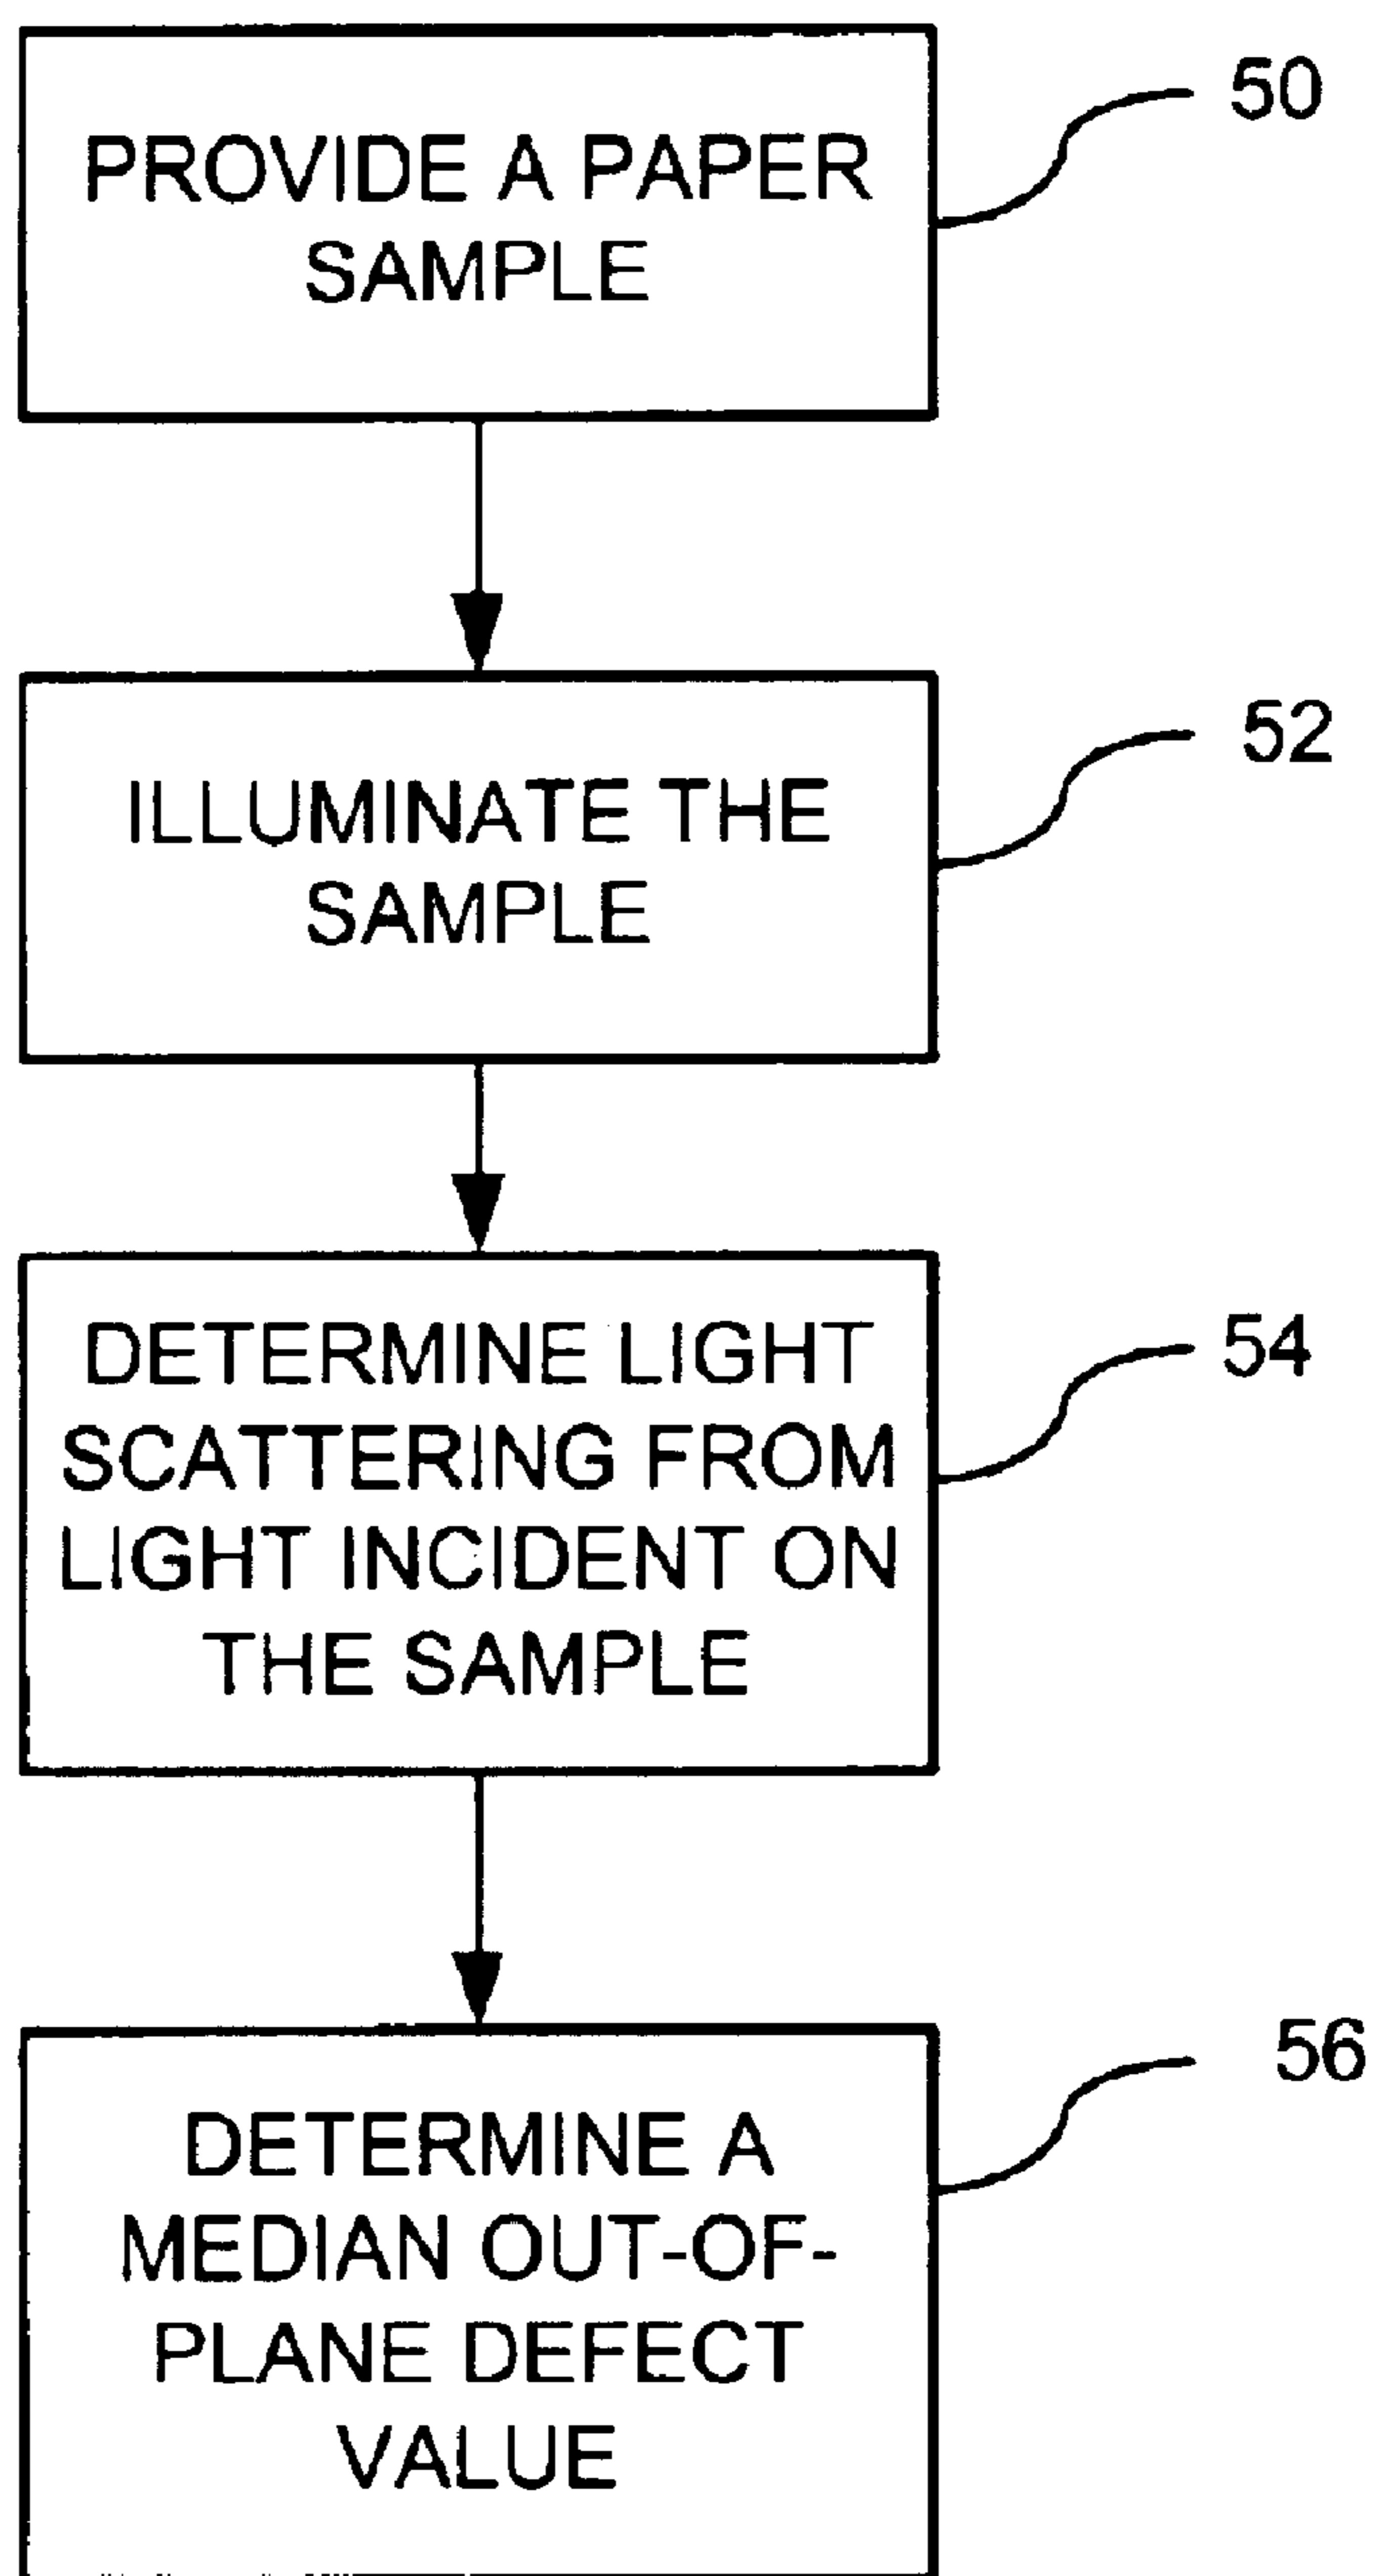 PROVIDE A PAPER
SAMPLE
50
ILLUMINATE THE
SAMPLE
52
DETERMINE LIGHT
SCATTERING FROM
LIGHT INCIDENT ON
THE SAMPLE
54
DETERMINE A
MEDIAN OUT-OF-
PLANE DEFECT
VALUE
56